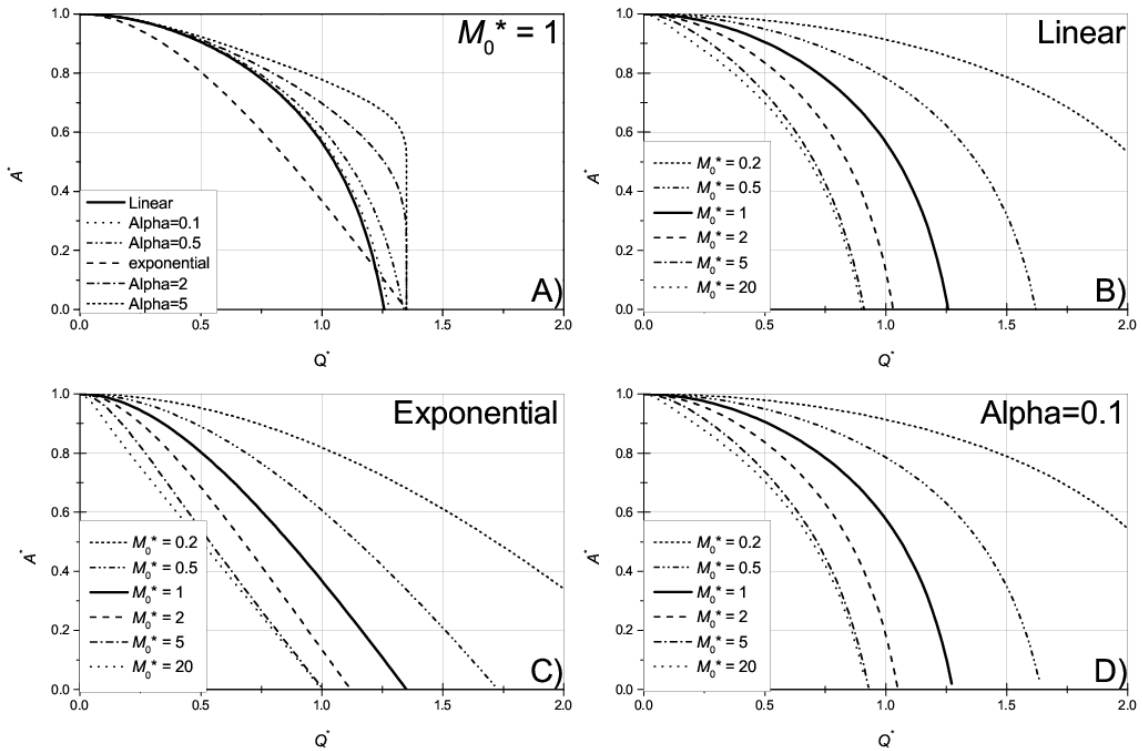 M0* = 1
A)
A*
Q*
1.0
0.8
0.6
0.4
0.2
0.0
0.0
0.5
1.0
1.5
2.0
Linear
Alpha=0.1
Alpha=0.5
exponential
Alpha=2
Alpha=5
Linear
B)
A*
Q*
1.0
0.8
0.6
0.4
0.2
0.0
0.0
0.5
1.0
1.5
2.0
M0* = 0.2
M0* = 0.5
M0* = 1
M0* = 2
M0* = 5
M0* = 20
Exponential
C)
A*
Q*
1.0
0.8
0.6
0.4
0.2
0.0
0.0
0.5
1.0
1.5
2.0
M0* = 0.2
M0* = 0.5
M0* = 1
M0* = 2
M0* = 5
M0* = 20
Alpha=0.1
D)
A*
Q*
1.0
0.8
0.6
0.4
0.2
0.0
0.0
0.5
1.0
1.5
2.0
M0* = 0.2
M0* = 0.5
M0* = 1
M0* = 2
M0* = 5
M0* = 20